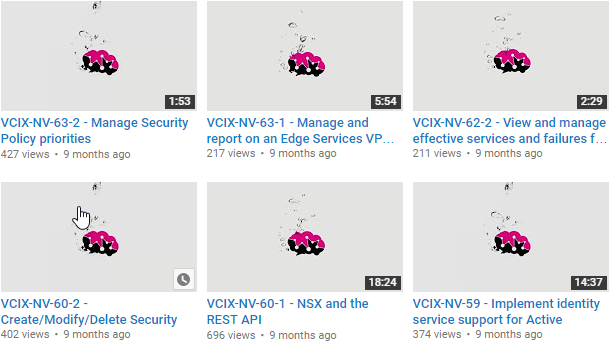 1:53
5:54
2:29
VCIX-NV-63-2 - Manage Security
Policy priorities
427 views • 9 months ago
VCIX-NV-63-1 - Manage and
report on an Edge Services VP...
217 views • 9 months ago
VCIX-NV-62-2 - View and manage
effective services and failures f...
211 views • 9 months ago
18:24
14:37
VCIX-NV-60-2 -
Create/Modify/Delete Security
402 views • 9 months ago
VCIX-NV-60-1 - NSX and the
REST API
696 views • 9 months ago
VCIX-NV-59 - Implement identity
service support for Active
374 views • 9 months ago